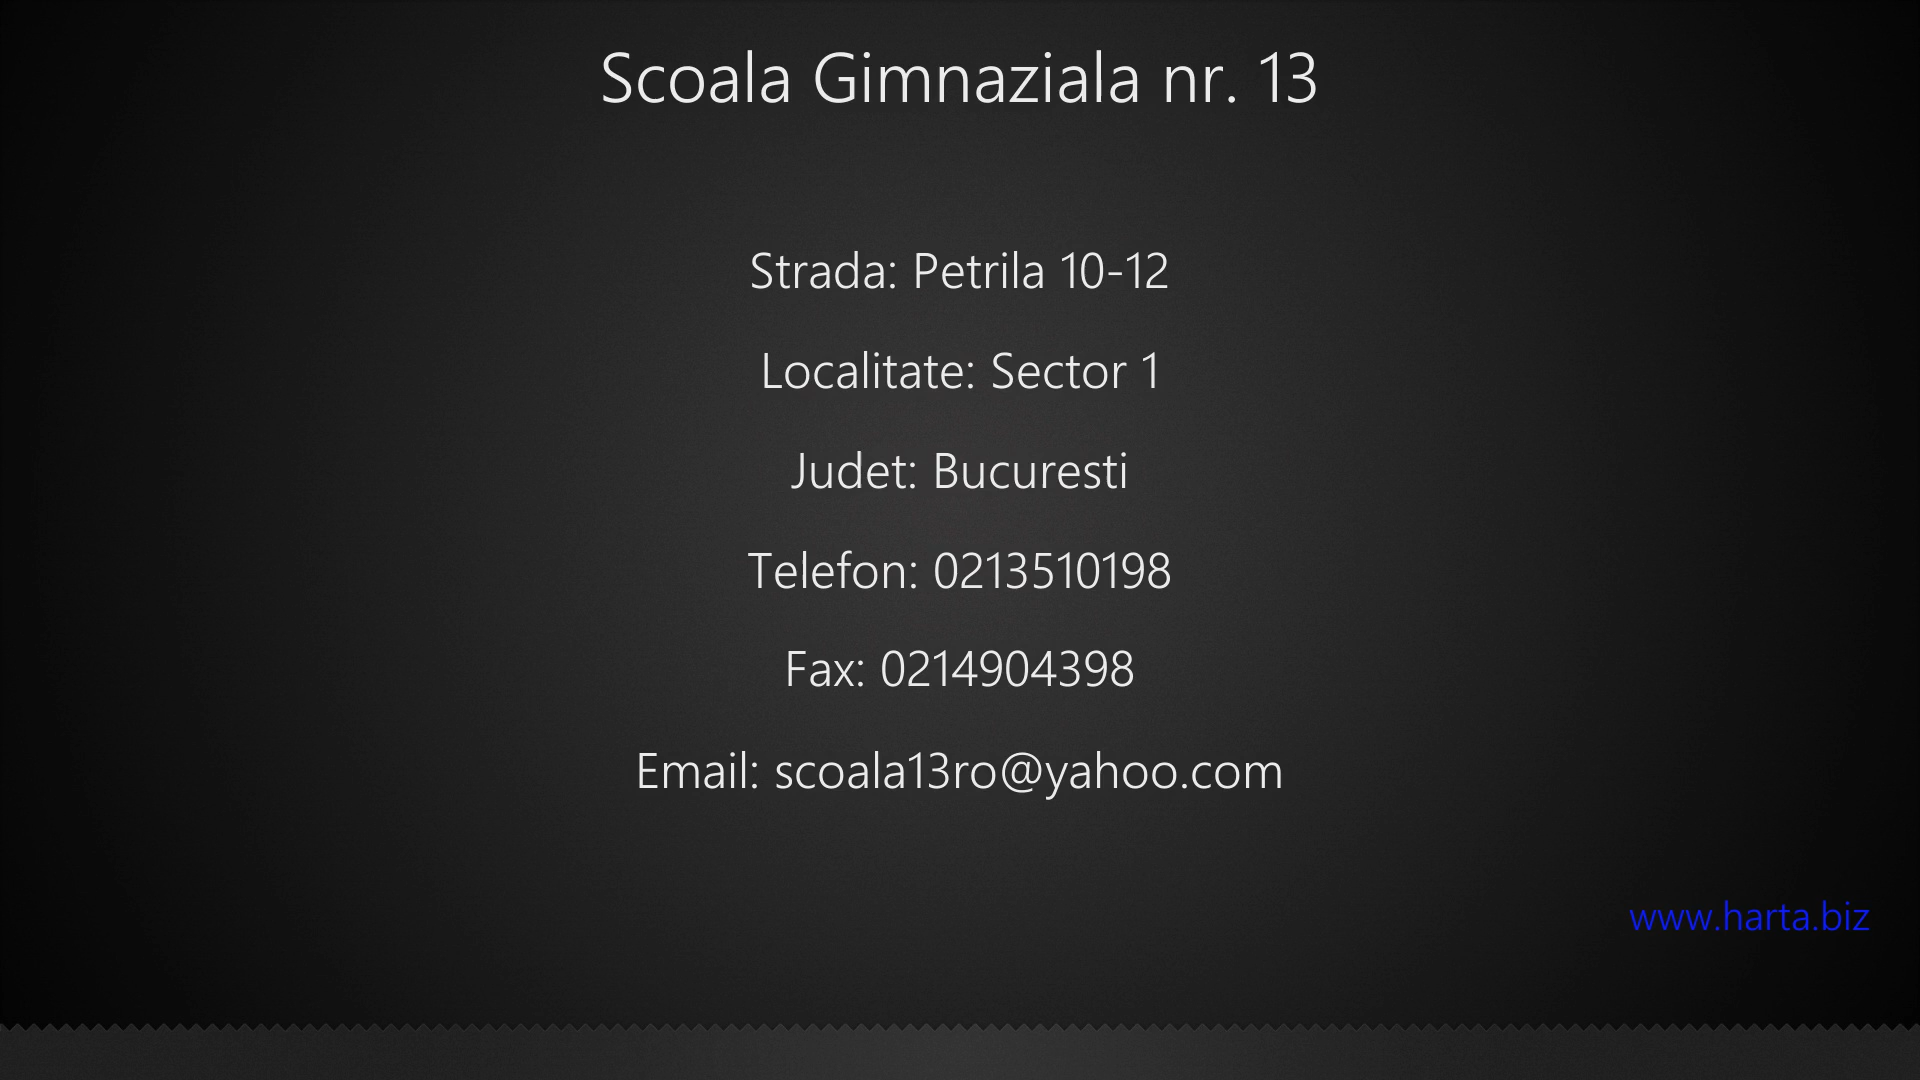 Scoala Gimnaziala nr. 13
Strada: Petrila 10-12
Localitate: Sector 1
Judet: Bucuresti
Telefon: 0213510198
Fax: 0214904398
Email: scoala13ro@yahoo.com
www.harta.biz